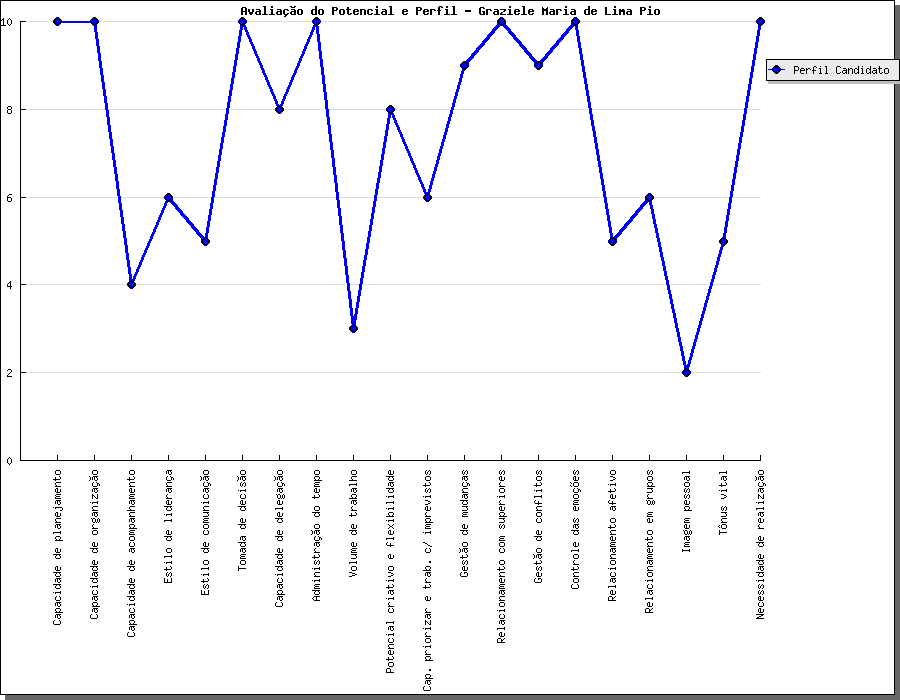 Avaliação do Potencial e Perfil - Graziele Maria de Lima Pio
10
8
6
4
2
0
Perfil Candidato
Capacidade de planejamento
Capacidade de organização
Capacidade de acompanhamento
Estilo de liderança
Estilo de comunicação
Tomada de decisão
Capacidade de delegação
Administração do tempo
Volume de trabalho
Potencial criativo e flexibilidade
Cap. priorizar e trab. c/ imprevistos
Gestão de mudanças
Relacionamento com superiores
Gestão de conflitos
Controle das emoções
Relacionamento afetivo
Relacionamento em grupos
Imagem pessoal
Tônus vital
Necessidade de realização